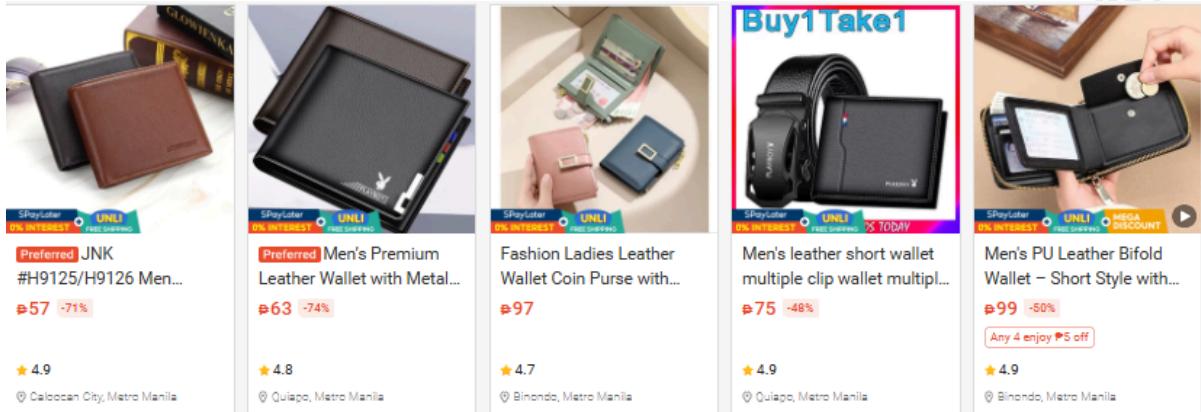 GLOWIENKA
SPayLater
0% INTEREST
UNLI
FREE SHIPPING
Preferred JNK
#H9125/H9126 Men...
₱57 -71%
4.9
Caloocan City, Metro Manila
PLAYBOY
SPayLater
0% INTEREST
UNLI
FREE SHIPPING
Preferred Men's Premium
Leather Wallet with Metal...
₱63 -74%
4.8
Quiapo, Metro Manila
SPayLater
0% INTEREST
UNLI
FREE SHIPPING
Fashion Ladies Leather
Wallet Coin Purse with...
₱97
4.7
Binondo, Metro Manila
Buy1Take1
SPayLater
0% INTEREST
UNLI
FREE SHIPPING
TODAY
Men's leather short wallet
multiple clip wallet multipl...
₱75 -48%
4.9
Quiapo, Metro Manila
SPayLater
0% INTEREST
UNLI
FREE SHIPPING
MEGA
DISCOUNT
Men's PU Leather Bifold
Wallet – Short Style with...
₱99 -50%
Any 4 enjoy ₱5 off
4.9
Binondo, Metro Manila